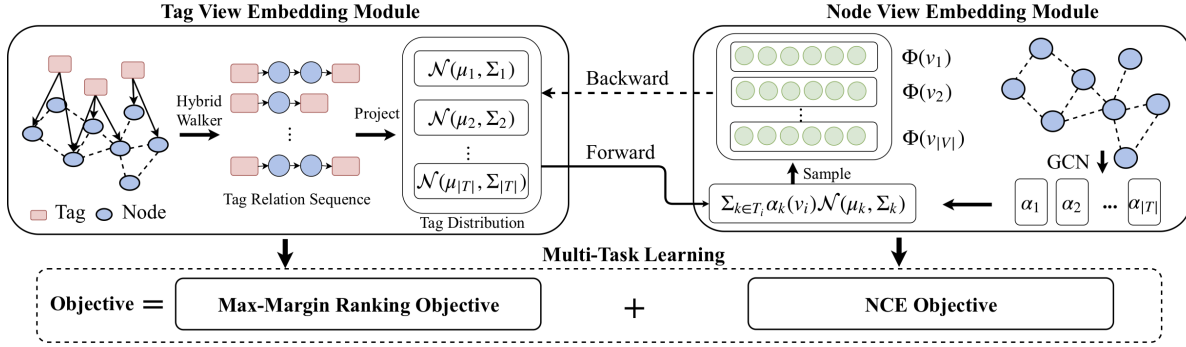 Tag View Embedding Module
Hybrid
Walker
Tag
Node
⋮
Tag Relation Sequence
Project
𝒩(μ₁, Σ₁)
𝒩(μ₂, Σ₂)
⋮
𝒩(μ|T|, Σ|T|)
Tag Distribution
Backward
Forward
Node View Embedding Module
Φ(v₁)
Φ(v₂)
⋮
Φ(v|V|)
Sample
Σk∈Tᵢ αk(vᵢ)𝒩(μk, Σk)
GCN
α₁ α₂ ... α|T|
Multi-Task Learning
Objective =
Max-Margin Ranking Objective
+
NCE Objective